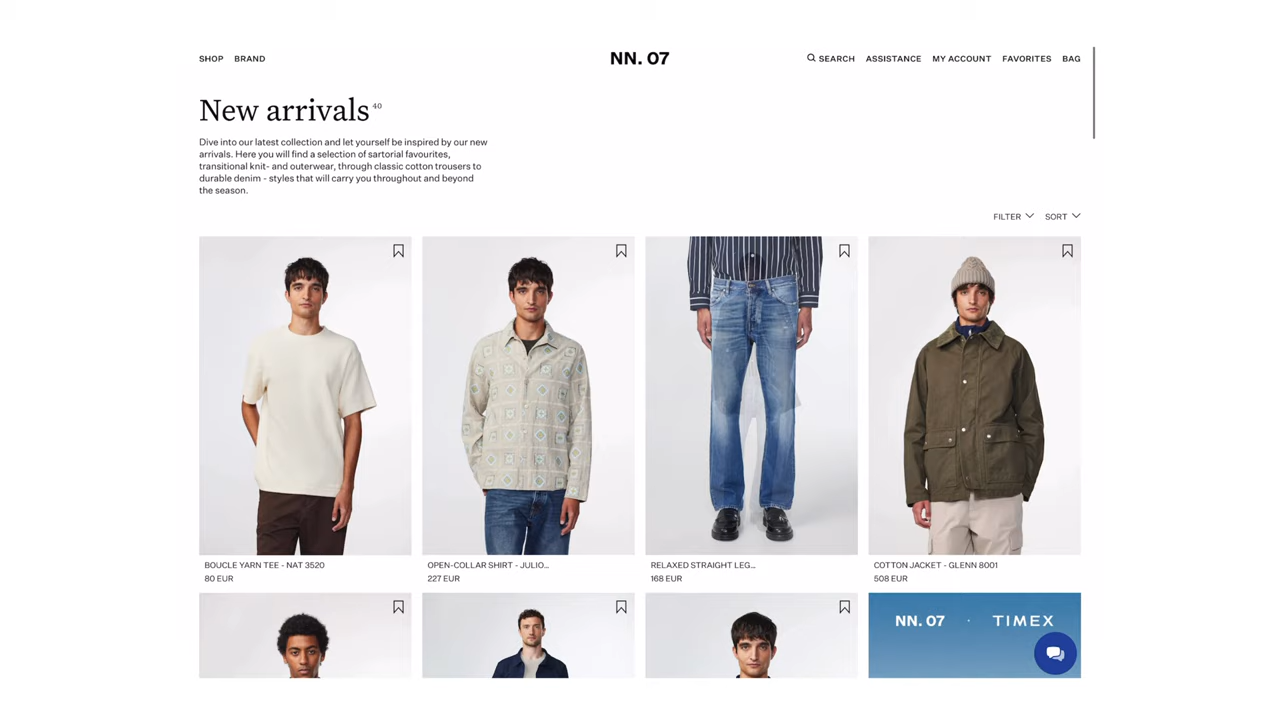 SHOP BRAND NN. 07 SEARCH ASSISTANCE MY ACCOUNT FAVORITES BAG
New arrivals 40
Dive into our latest collection and let yourself be inspired by our new
arrivals. Here you will find a selection of sartorial favourites,
transitional knit- and outerwear, through classic cotton trousers to
durable denim - styles that will carry you throughout and beyond
the season.
FILTER SORT
BOUCLE YARN TEE - NAT 3520
80 EUR
OPEN-COLLAR SHIRT - JULIO...
227 EUR
RELAXED STRAIGHT LEG...
168 EUR
COTTON JACKET - GLENN 8001
508 EUR
NN. 07 · TIMEX